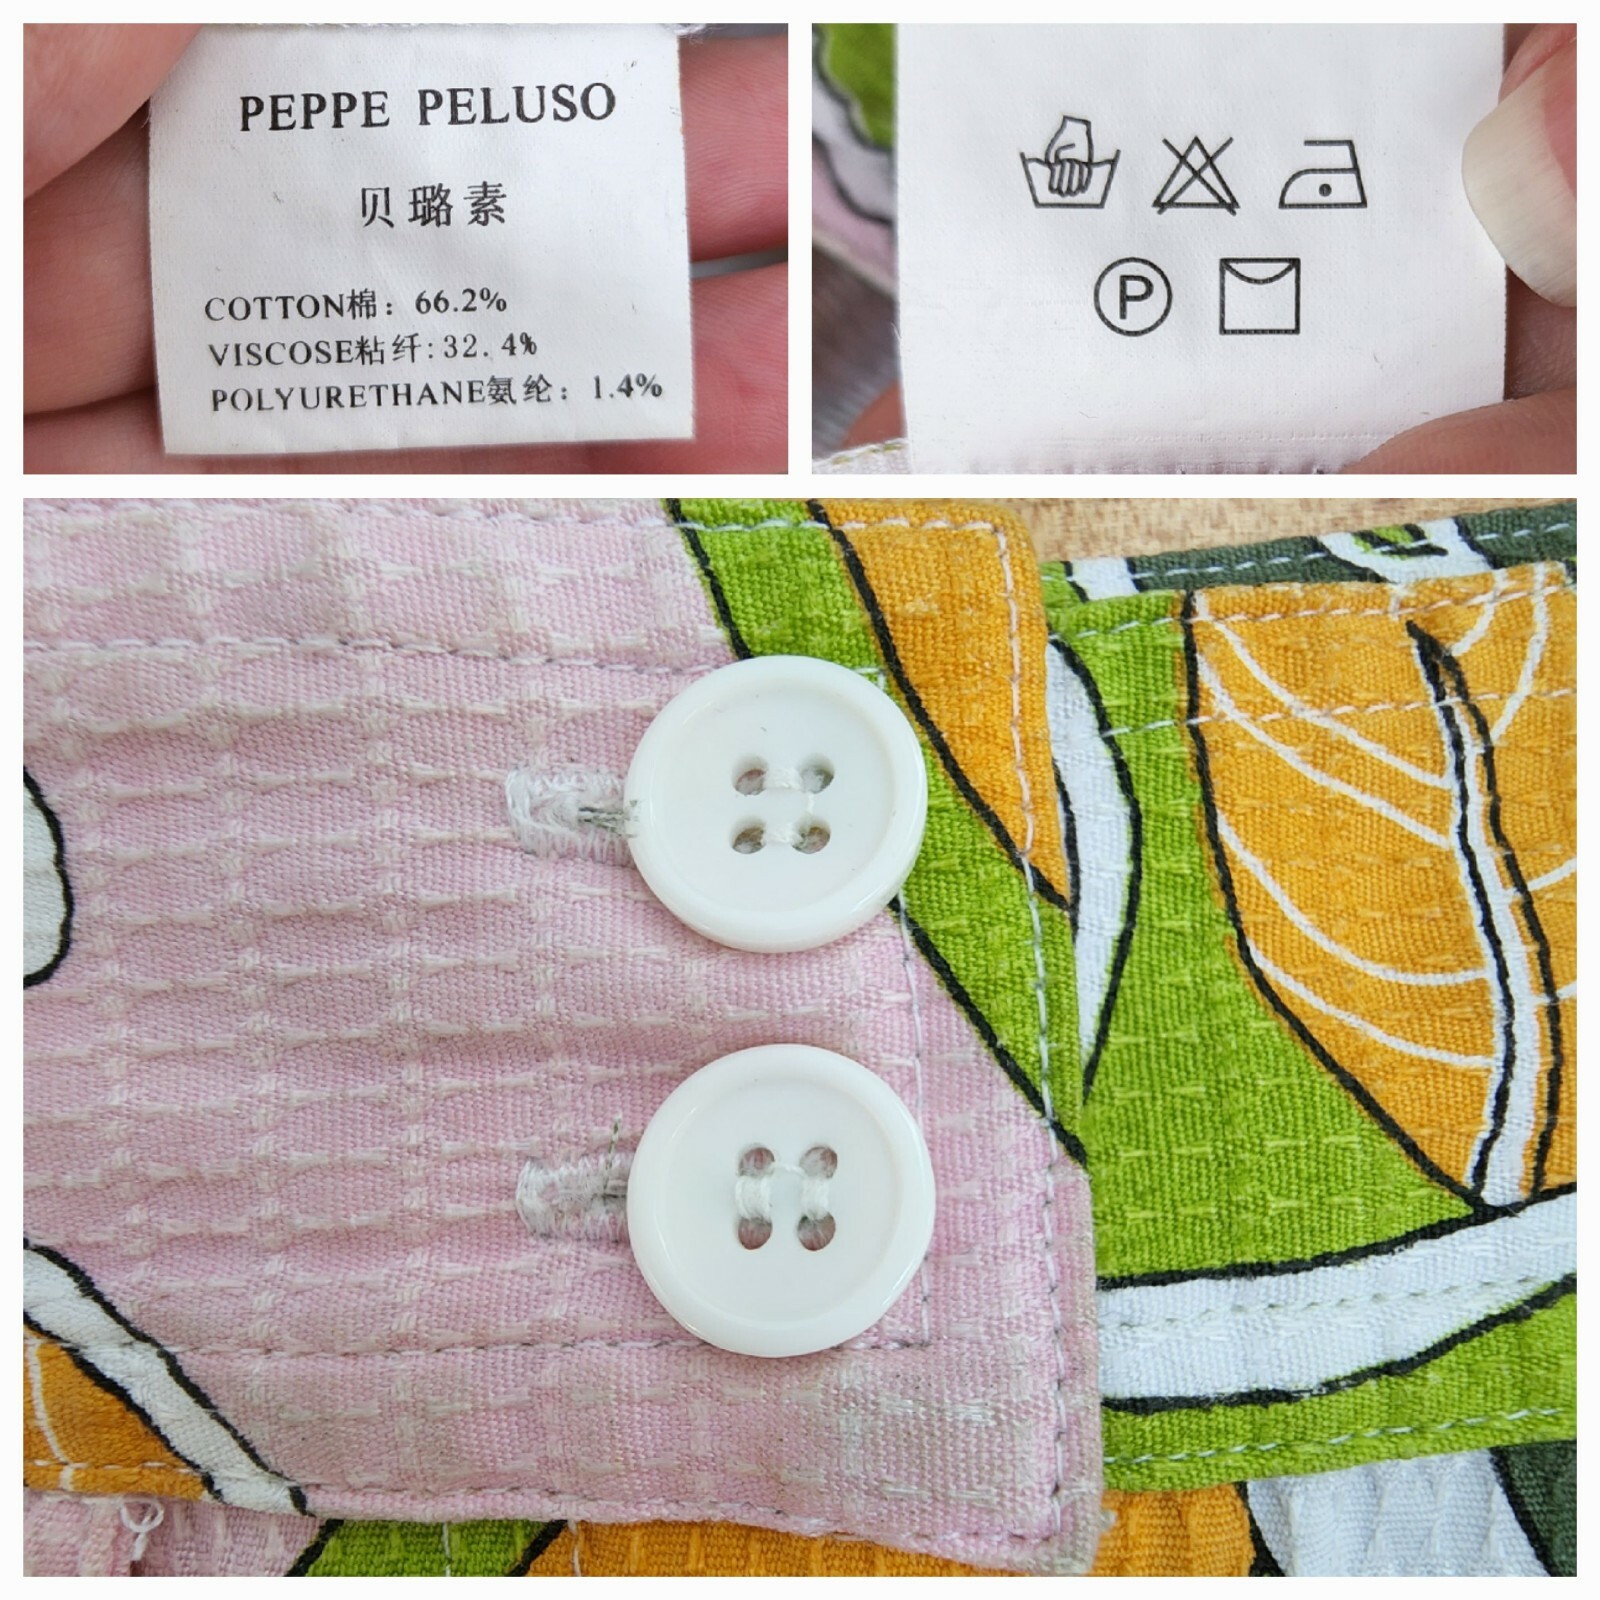 PEPPE PELUSO
贝璐素
COTTON棉：66.2%
VISCOSE粘纤:32.4%
POLYURETHANE氨纶：1.4%
P